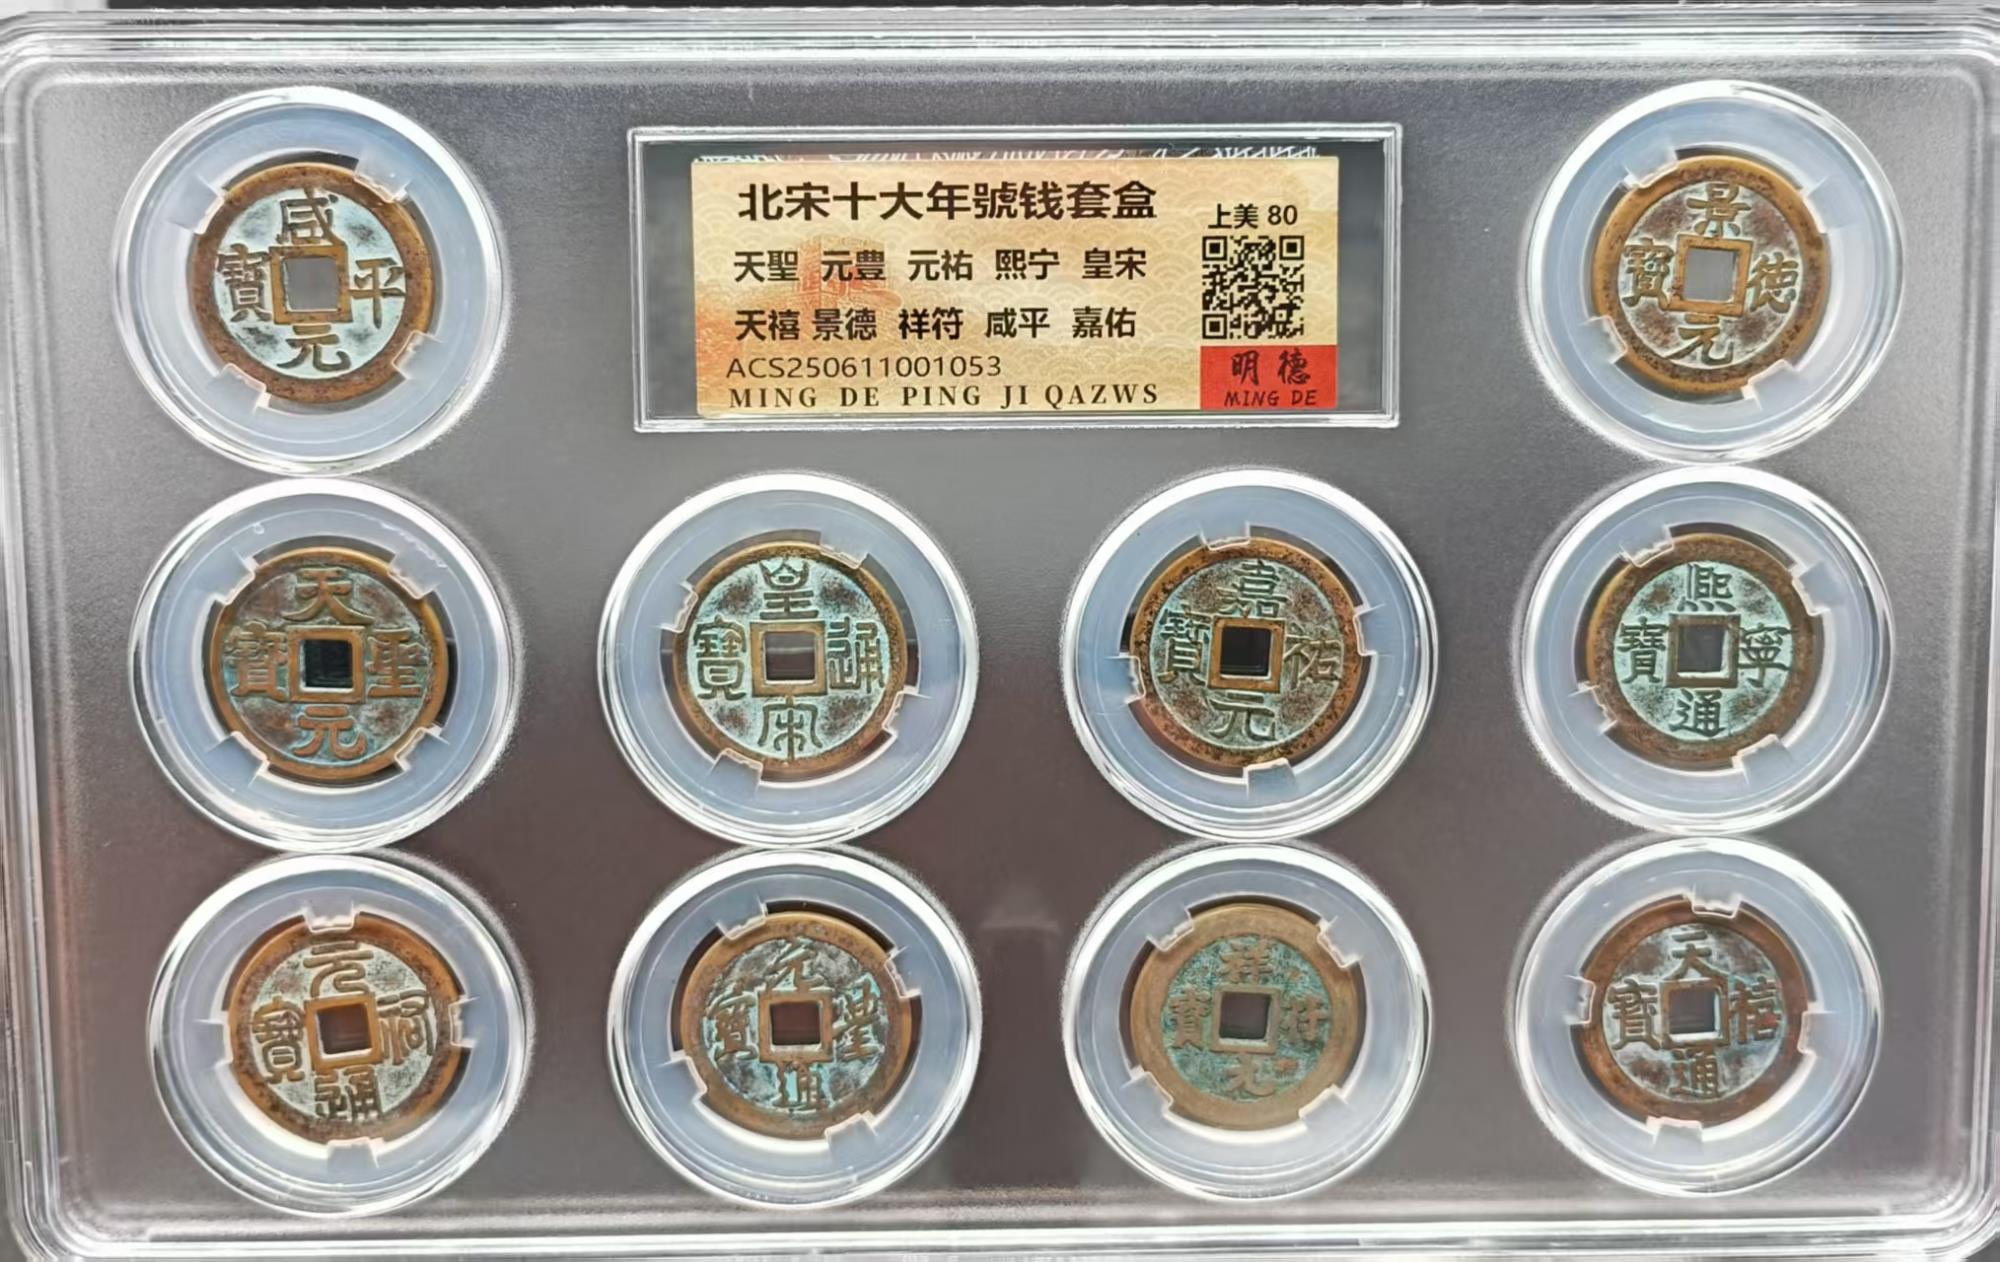 咸平元寳
北宋十大年號钱套盒
上美 80
天聖 元豊 元祐 熙宁 皇宋
天禧 景德 祥符 咸平 嘉佑
ACS250611001053
MING DE PING JI QAZWS
明德
MING DE
景德元寶
天聖元寶
皇宋通寶
嘉祐元寶
熙寧通寶
元祐通寶
元豐通寶
祥符元寶
天禧通寶